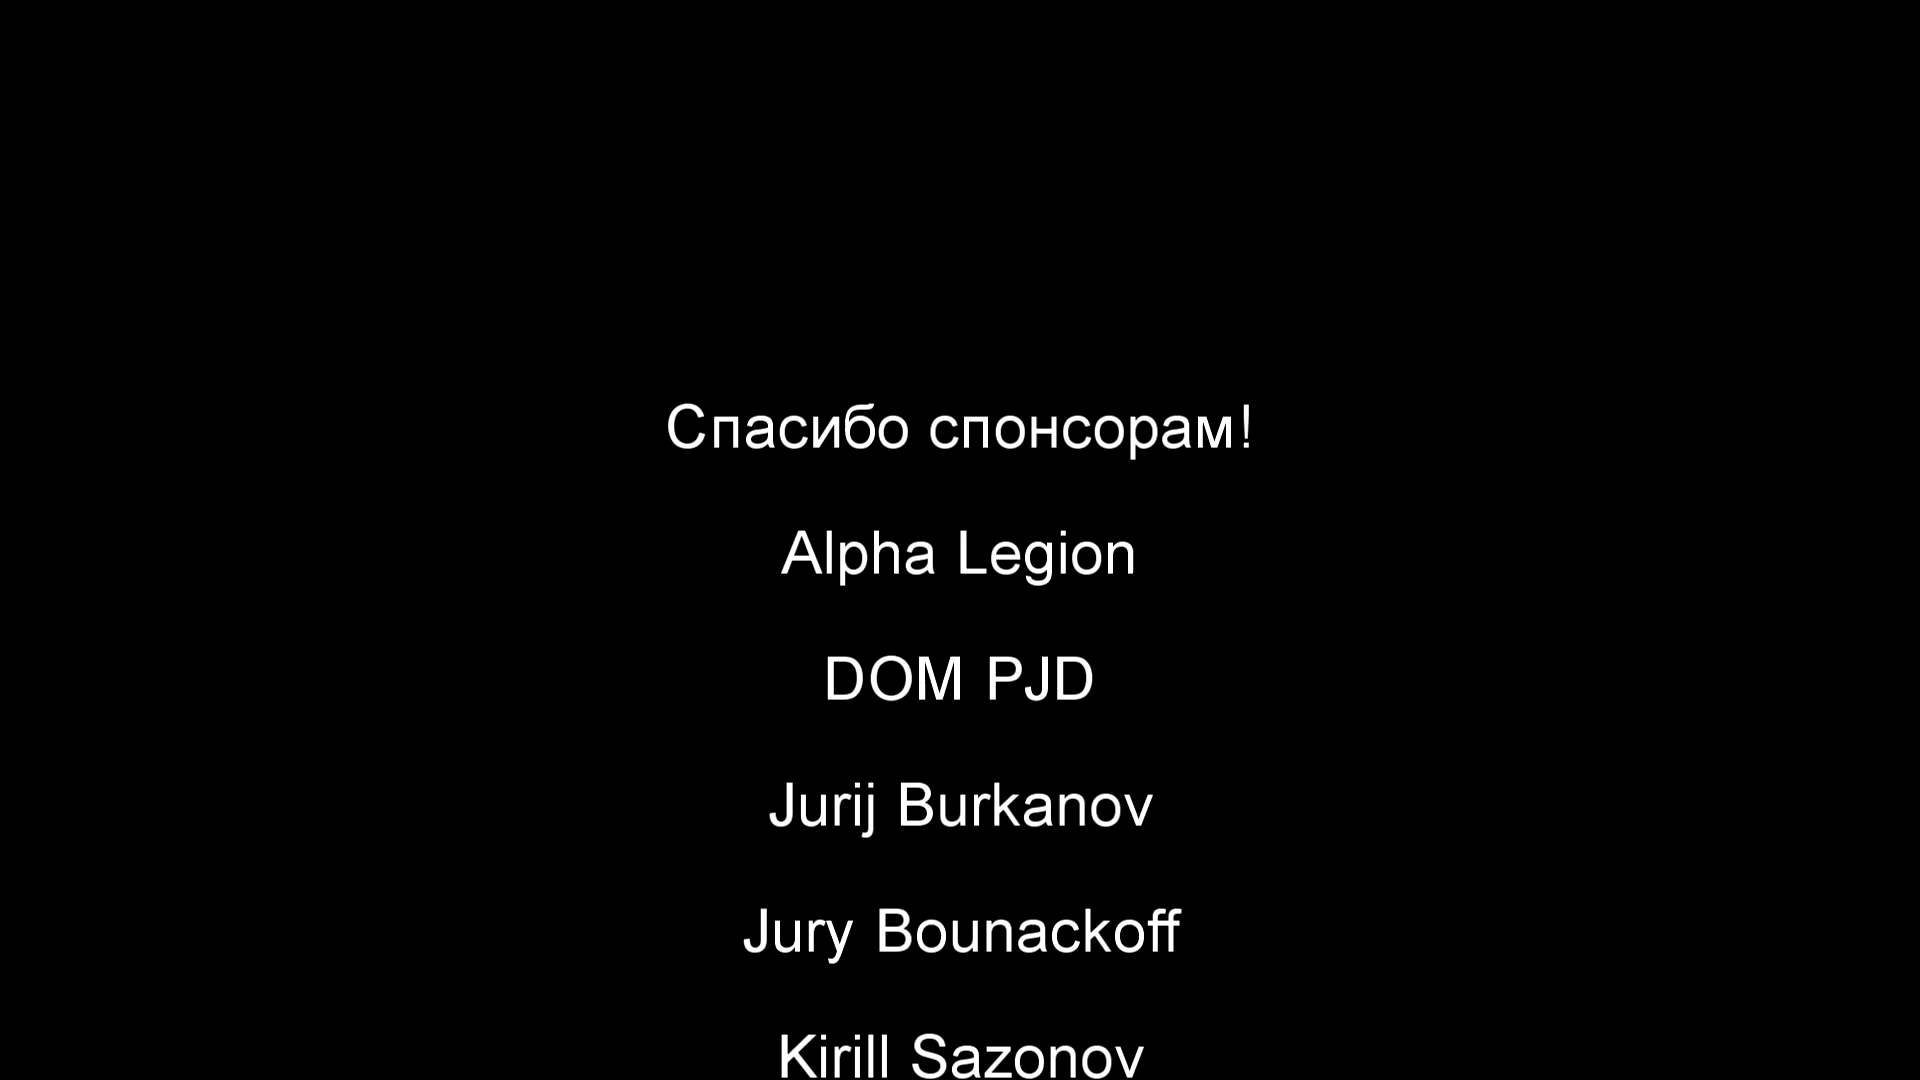 Спасибо спонсорам!
Alpha Legion
DOM PJD
Jurij Burkanov
Jury Bounackoff
Kirill Sazonov